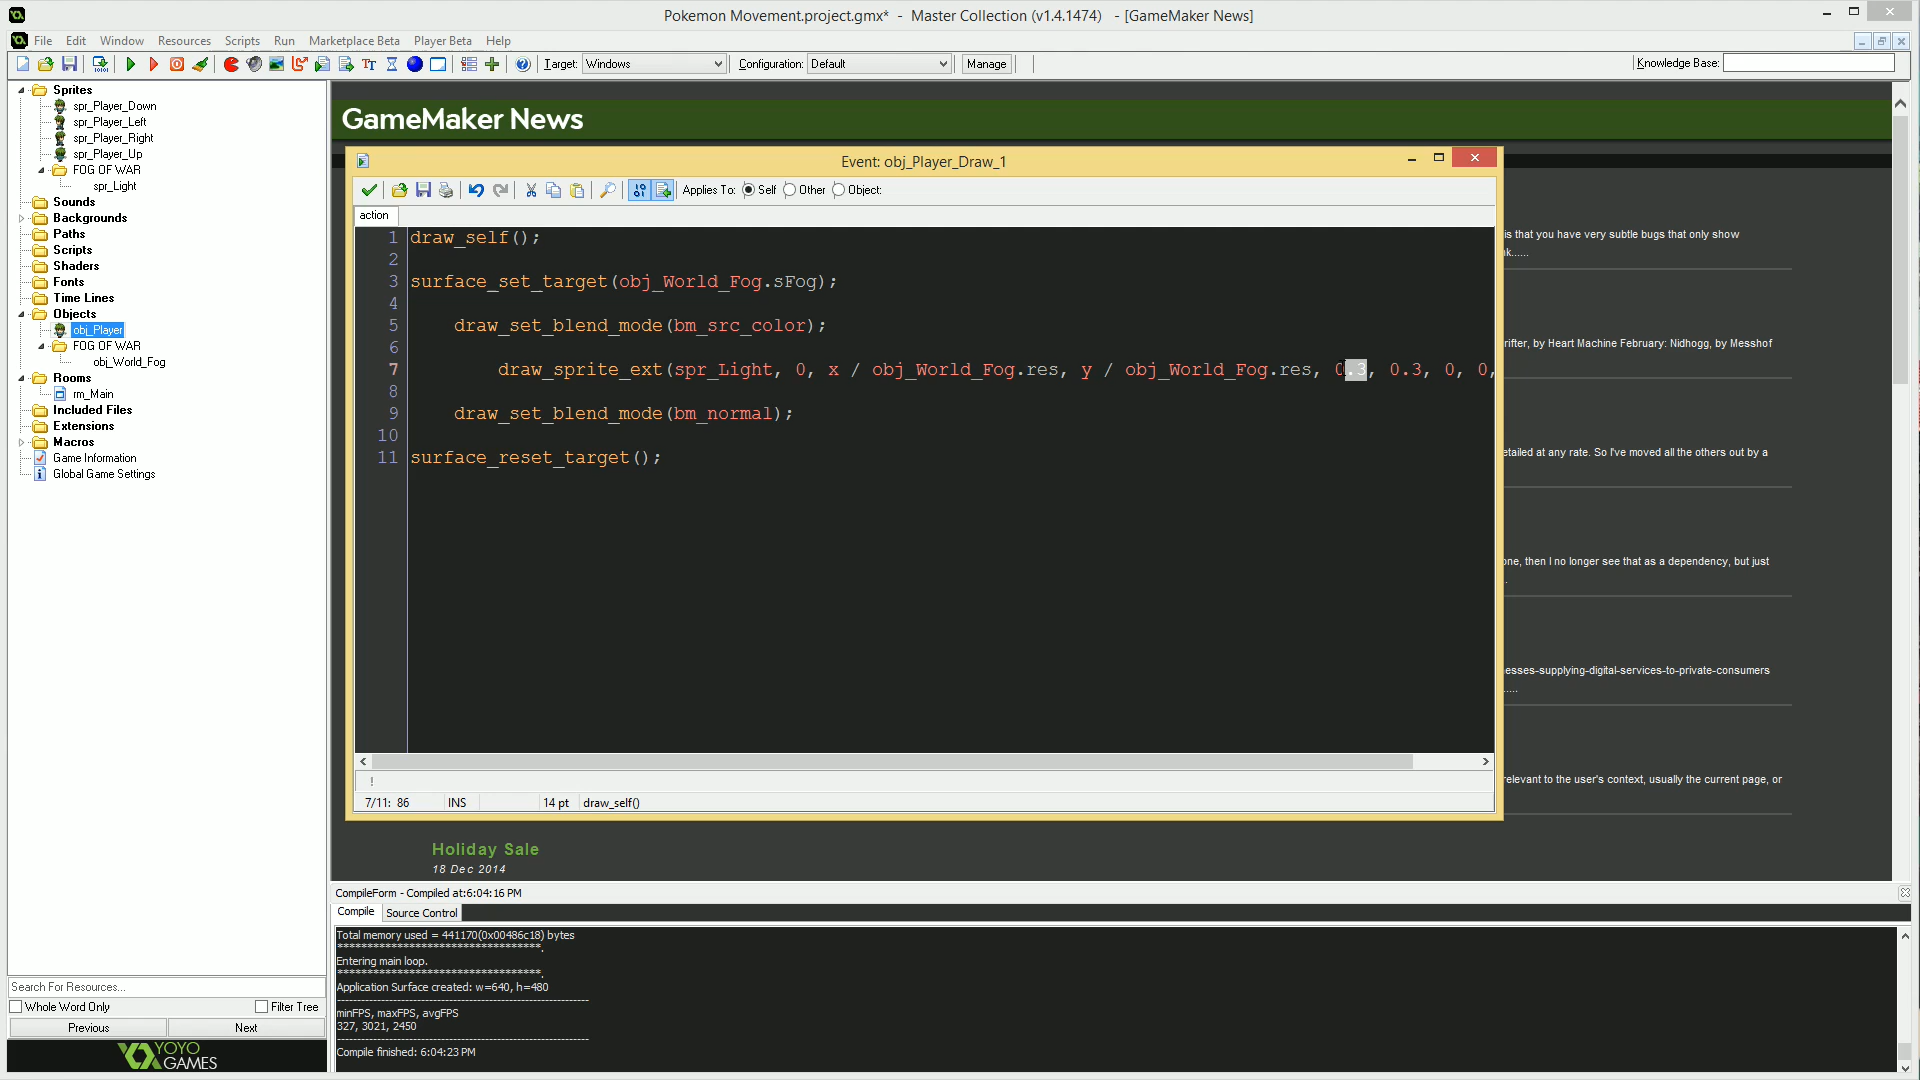 Pokemon Movement.project.gmx* - Master Collection (v1.4.1474) - [GameMaker News]
File Edit Window Resources Scripts Run Marketplace Beta Player Beta Help
Target: Windows Configuration: Default Manage Knowledge Base:
Sprites
spr_Player_Down
spr_Player_Left
spr_Player_Right
spr_Player_Up
FOG OF WAR
spr_Light
Sounds
Backgrounds
Paths
Scripts
Shaders
Fonts
Time Lines
Objects
obj_Player
FOG OF WAR
obj_World_Fog
Rooms
rm_Main
Included Files
Extensions
Macros
Game Information
Global Game Settings
Search For Resources...
Whole Word Only Filter Tree
Previous Next
YOYO
GAMES
GameMaker News
Event: obj_Player_Draw_1
Applies To: Self Other Object:
action
1 draw_self();
2
3 surface_set_target(obj_World_Fog.sFog);
4
5 draw_set_blend_mode(bm_src_color);
6
7 draw_sprite_ext(spr_Light, 0, x / obj_World_Fog.res, y / obj_World_Fog.res, 0.3, 0.3, 0, 0,
8
9 draw_set_blend_mode(bm_normal);
10
11 surface_reset_target();
!
7/11: 86 INS 14 pt draw_self()
is that you have very subtle bugs that only show
nk......
rifter, by Heart Machine February: Nidhogg, by Messhof
etailed at any rate. So I've moved all the others out by a
one, then I no longer see that as a dependency, but just
esses-supplying-digital-services-to-private-consumers
.....
relevant to the user's context, usually the current page, or
Holiday Sale
18 Dec 2014
CompileForm - Compiled at:6:04:16 PM
Compile Source Control
Total memory used = 441170(0x00486c18) bytes
***********************************.
Entering main loop.
***********************************.
Application Surface created: w=640, h=480
---------------------------------------------------------------
minFPS, maxFPS, avgFPS
327, 3021, 2450
---------------------------------------------------------------
Compile finished: 6:04:23 PM